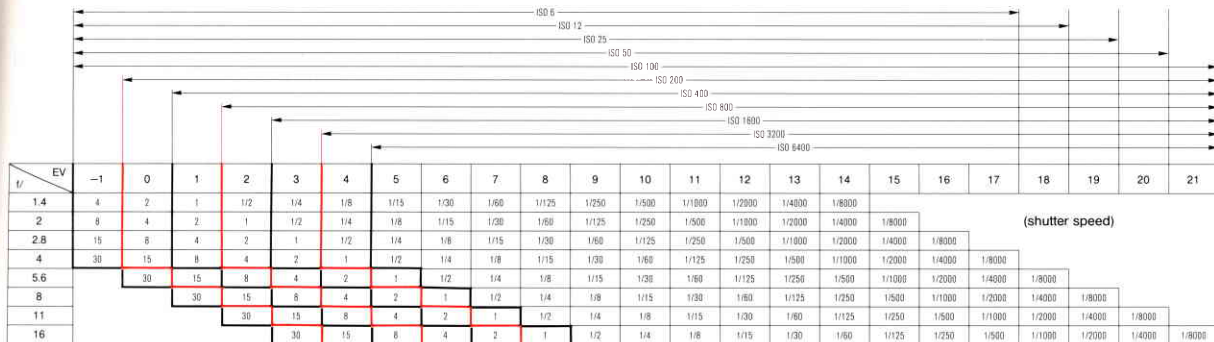 ISO 6
ISO 12
ISO 25
ISO 50
ISO 100
ISO 200
ISO 400
ISO 800
ISO 1600
ISO 3200
ISO 6400
f/ EV −1 0 1 2 3 4 5 6 7 8 9 10 11 12 13 14 15 16 17 18 19 20 21
1.4 4 2 1 1/2 1/4 1/8 1/15 1/30 1/60 1/125 1/250 1/500 1/1000 1/2000 1/4000 1/8000
2 8 4 2 1 1/2 1/4 1/8 1/15 1/30 1/60 1/125 1/250 1/500 1/1000 1/2000 1/4000 1/8000 (shutter speed)
2.8 15 8 4 2 1 1/2 1/4 1/8 1/15 1/30 1/60 1/125 1/250 1/500 1/1000 1/2000 1/4000 1/8000
4 30 15 8 4 2 1 1/2 1/4 1/8 1/15 1/30 1/60 1/125 1/250 1/500 1/1000 1/2000 1/4000 1/8000
5.6 30 15 8 4 2 1 1/2 1/4 1/8 1/15 1/30 1/60 1/125 1/250 1/500 1/1000 1/2000 1/4000 1/8000
8 30 15 8 4 2 1 1/2 1/4 1/8 1/15 1/30 1/60 1/125 1/250 1/500 1/1000 1/2000 1/4000 1/8000
11 30 15 8 4 2 1 1/2 1/4 1/8 1/15 1/30 1/60 1/125 1/250 1/500 1/1000 1/2000 1/4000 1/8000
16 30 15 8 4 2 1 1/2 1/4 1/8 1/15 1/30 1/60 1/125 1/250 1/500 1/1000 1/2000 1/4000 1/8000